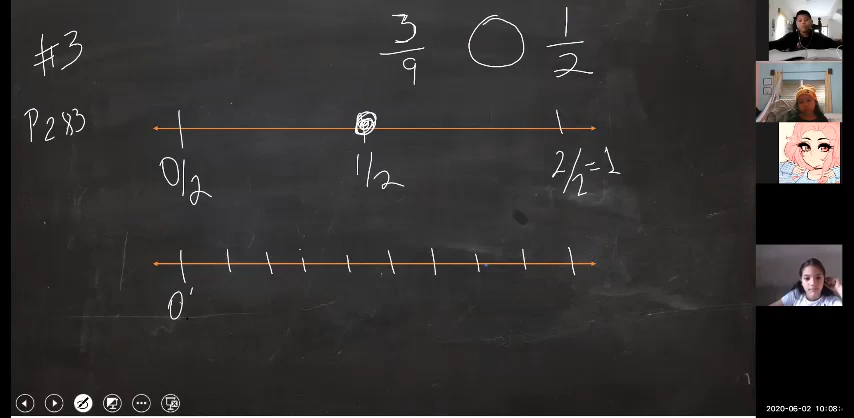 #3
3/9 ◯ 1/2
P283
0/2 1/2 2/2=1
0
2020-06-02 10:08: